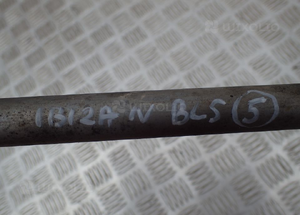 IBIZA IV BLS (5)